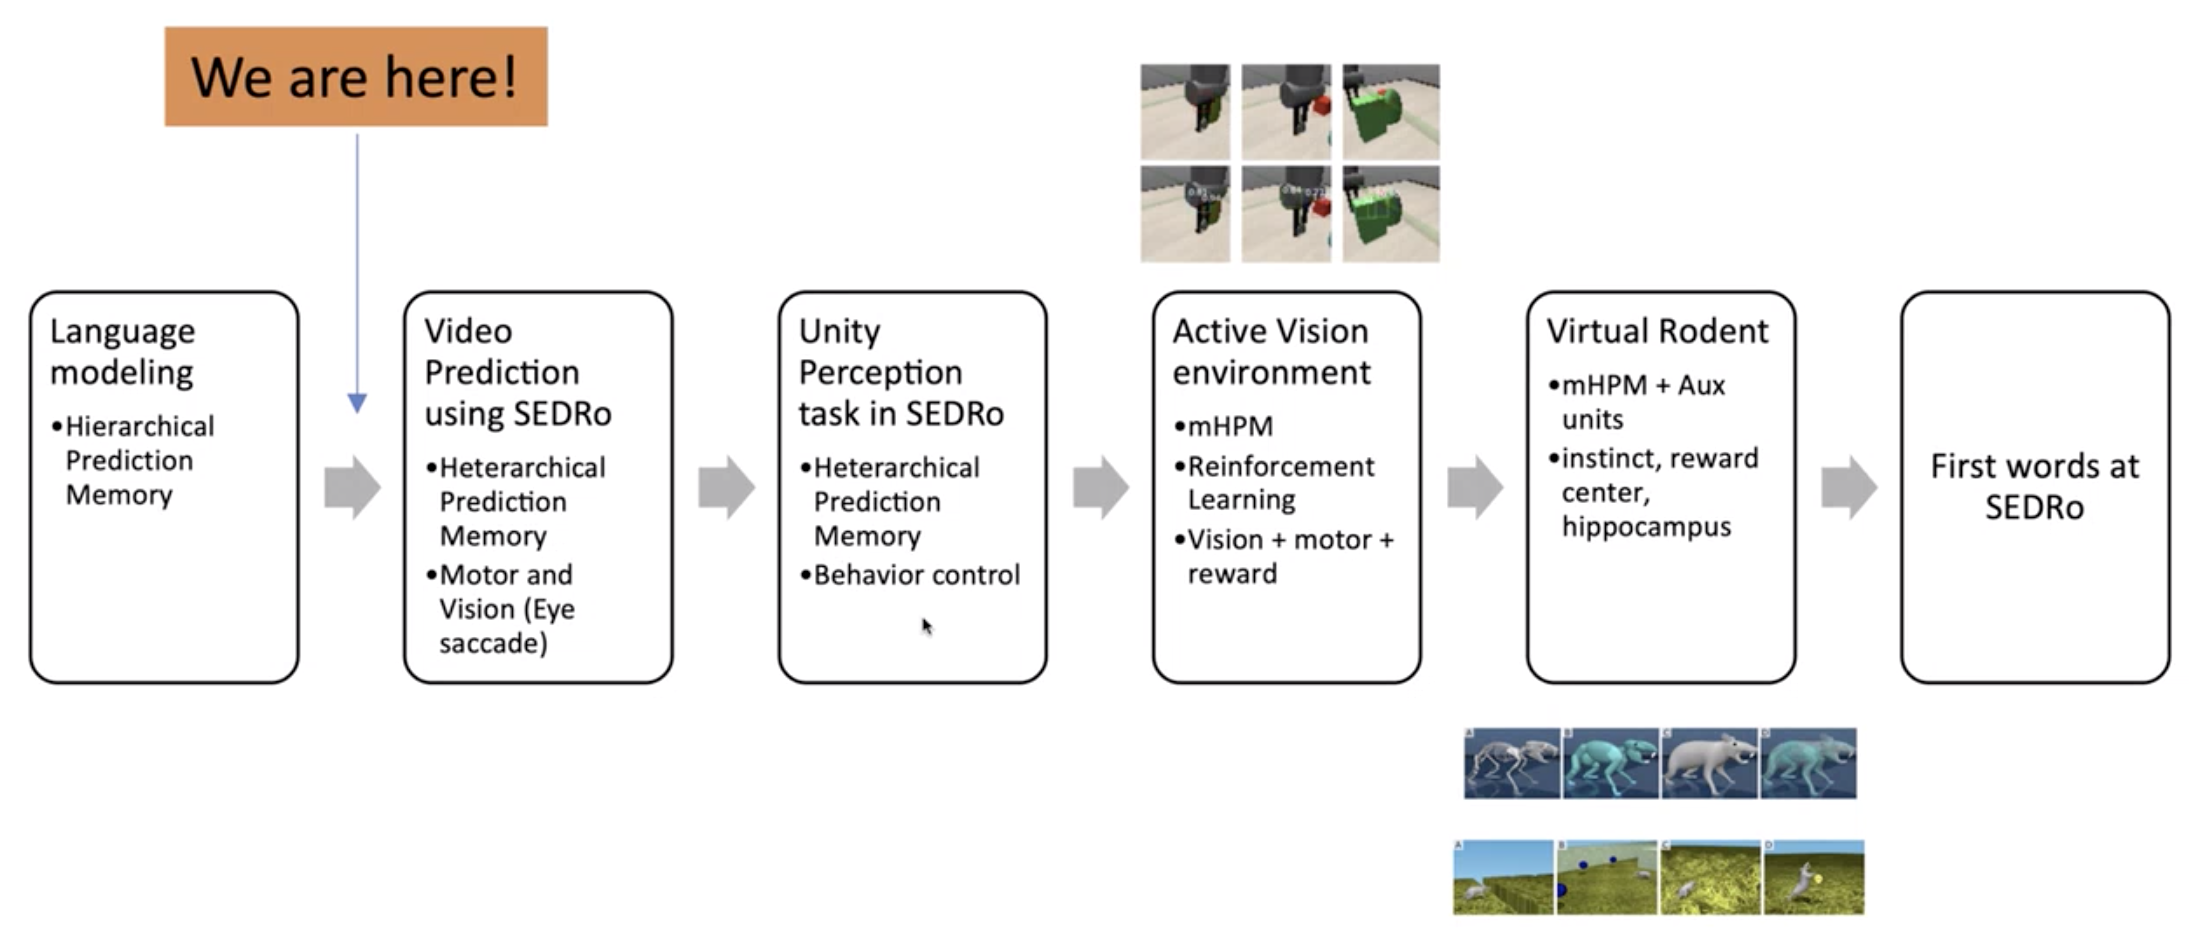 We are here!
Language
modeling
•Hierarchical
Prediction
Memory
Video
Prediction
using SEDRo
•Heterarchical
Prediction
Memory
•Motor and
Vision (Eye
saccade)
Unity
Perception
task in SEDRo
•Heterarchical
Prediction
Memory
•Behavior control
Active Vision
environment
•mHPM
•Reinforcement
Learning
•Vision + motor +
reward
Virtual Rodent
•mHPM + Aux
units
•instinct, reward
center,
hippocampus
First words at
SEDRo
A B C D
A B C D